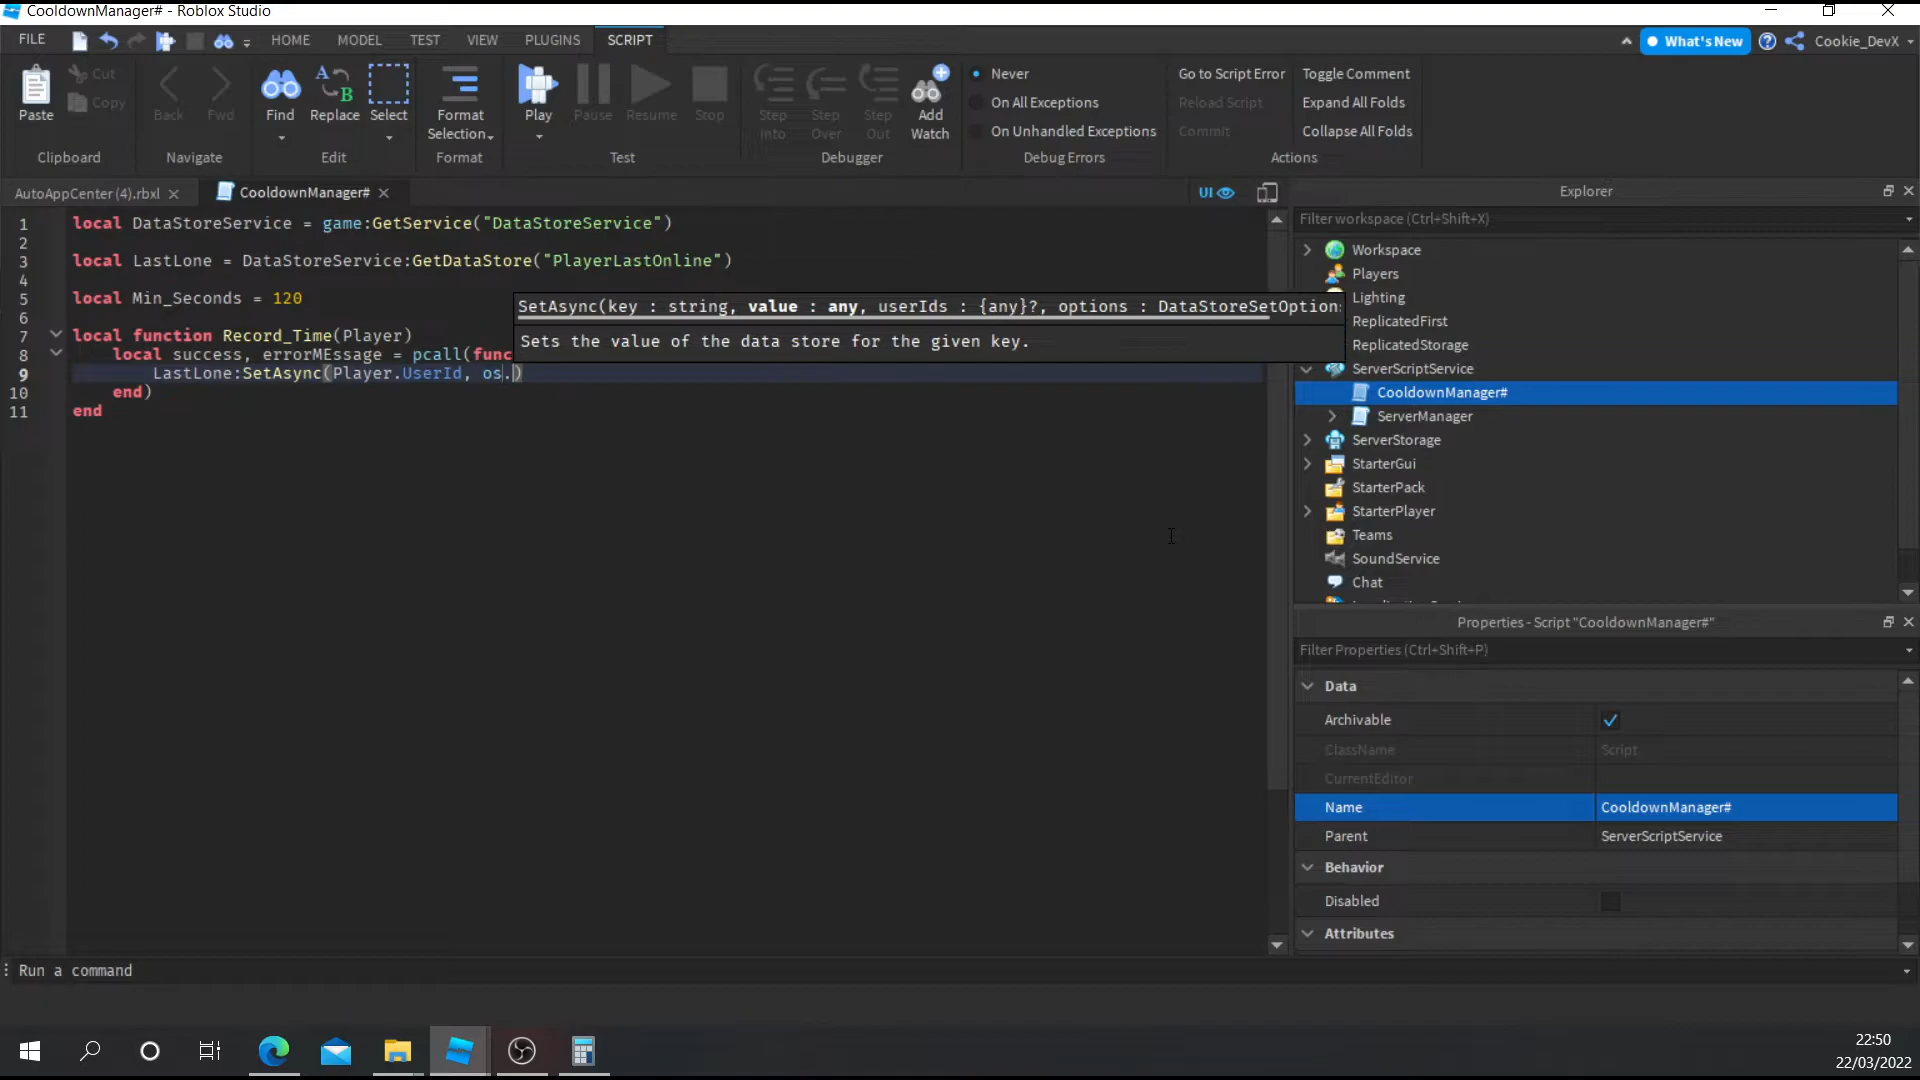 CooldownManager# - Roblox Studio
FILE HOME MODEL TEST VIEW PLUGINS SCRIPT What's New Cookie_DevX
Paste Cut Copy Back Fwd Find Replace Select Format Selection Play Pause Resume Stop Step Into Step Over Step Out Add Watch
Never Go to Script Error Toggle Comment
On All Exceptions Reload Script Expand All Folds
On Unhandled Exceptions Commit Collapse All Folds
Clipboard Navigate Edit Format Test Debugger Debug Errors Actions
AutoAppCenter (4).rbxl CooldownManager# UI
1 local DataStoreService = game:GetService("DataStoreService")
2
3 local LastLone = DataStoreService:GetDataStore("PlayerLastOnline")
4
5 local Min_Seconds = 120
6
7 local function Record_Time(Player)
8 local success, errorMEssage = pcall(func
9 LastLone:SetAsync(Player.UserId, os.)
10 end)
11 end
SetAsync(key : string, value : any, userIds : {any}?, options : DataStoreSetOption
Sets the value of the data store for the given key.
Explorer
Filter workspace (Ctrl+Shift+X)
Workspace
Players
Lighting
ReplicatedFirst
ReplicatedStorage
ServerScriptService
CooldownManager#
ServerManager
ServerStorage
StarterGui
StarterPack
StarterPlayer
Teams
SoundService
Chat
Properties - Script "CooldownManager#"
Filter Properties (Ctrl+Shift+P)
Data
Archivable
ClassName Script
CurrentEditor
Name CooldownManager#
Parent ServerScriptService
Behavior
Disabled
Attributes
Run a command
22:50
22/03/2022